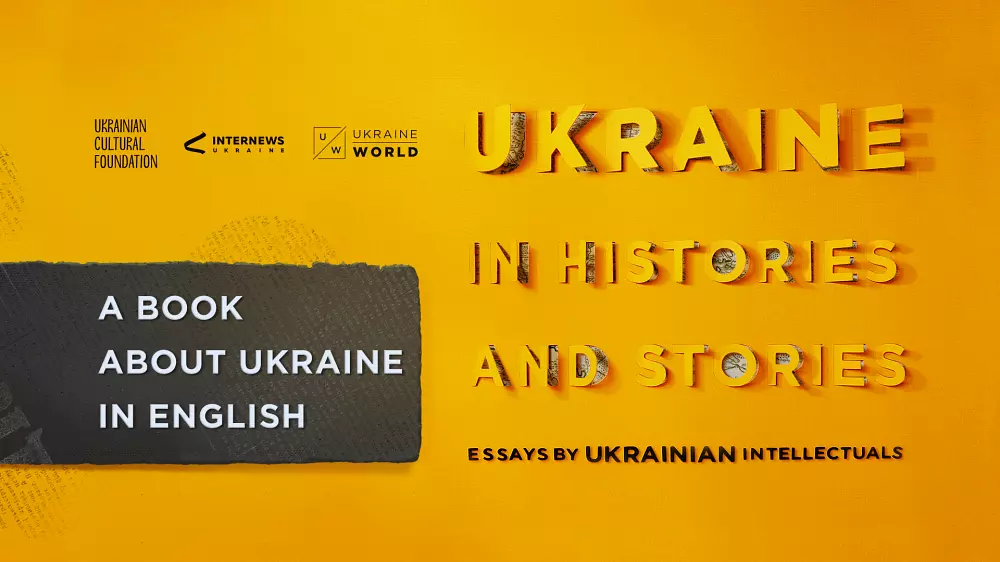 UKRAINIAN
CULTURAL
FOUNDATION
INTERNEWS
UKRAINE
U
W
UKRAINE
WORLD
A BOOK
ABOUT UKRAINE
IN ENGLISH
UKRAINE
IN HISTORIES
AND STORIES
ESSAYS BY UKRAINIAN INTELLECTUALS